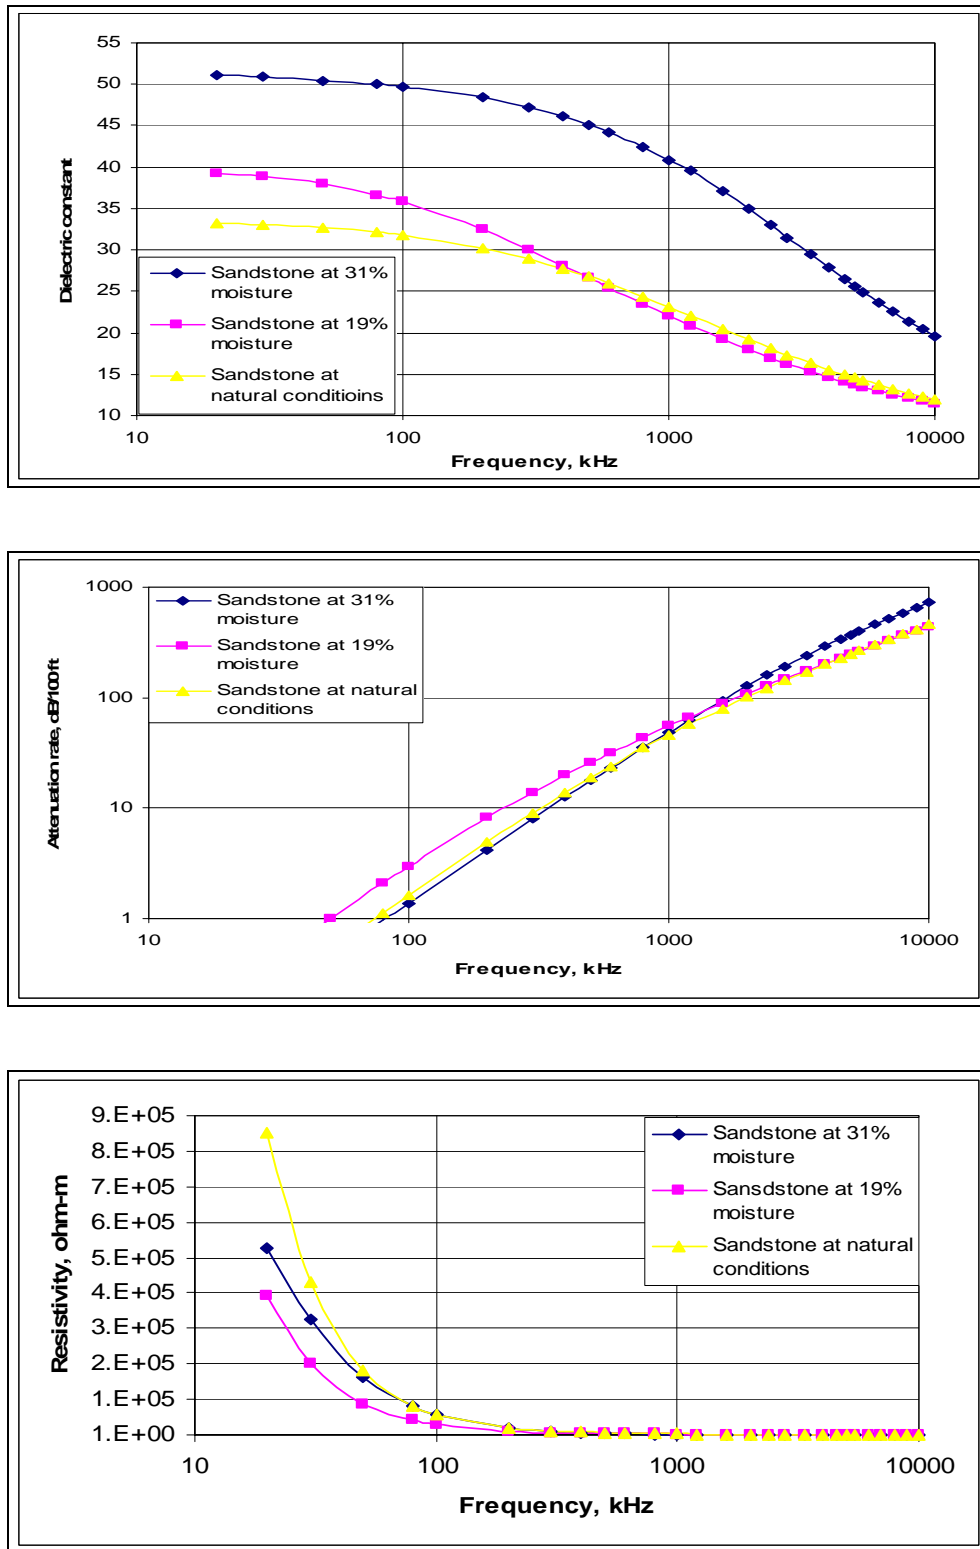 55
50
45
40
35
30
25
20
15
10
Dielectric constant
Sandstone at 31%
moisture
Sandstone at 19%
moisture
Sandstone at
natural conditioins
10
100
1000
10000
Frequency, kHz
1000
100
10
1
Attenuation rate, dB/100ft
Sandstone at 31%
moisture
Sandstone at 19%
moisture
Sandstone at natural
conditions
10
100
1000
10000
Frequency, kHz
9.E+05
8.E+05
7.E+05
6.E+05
5.E+05
4.E+05
3.E+05
2.E+05
1.E+05
1.E+00
Resistivity, ohm-m
Sandstone at 31%
moisture
Sansdstone at 19%
moisture
Sandstone at natural
conditions
10
100
1000
10000
Frequency, kHz